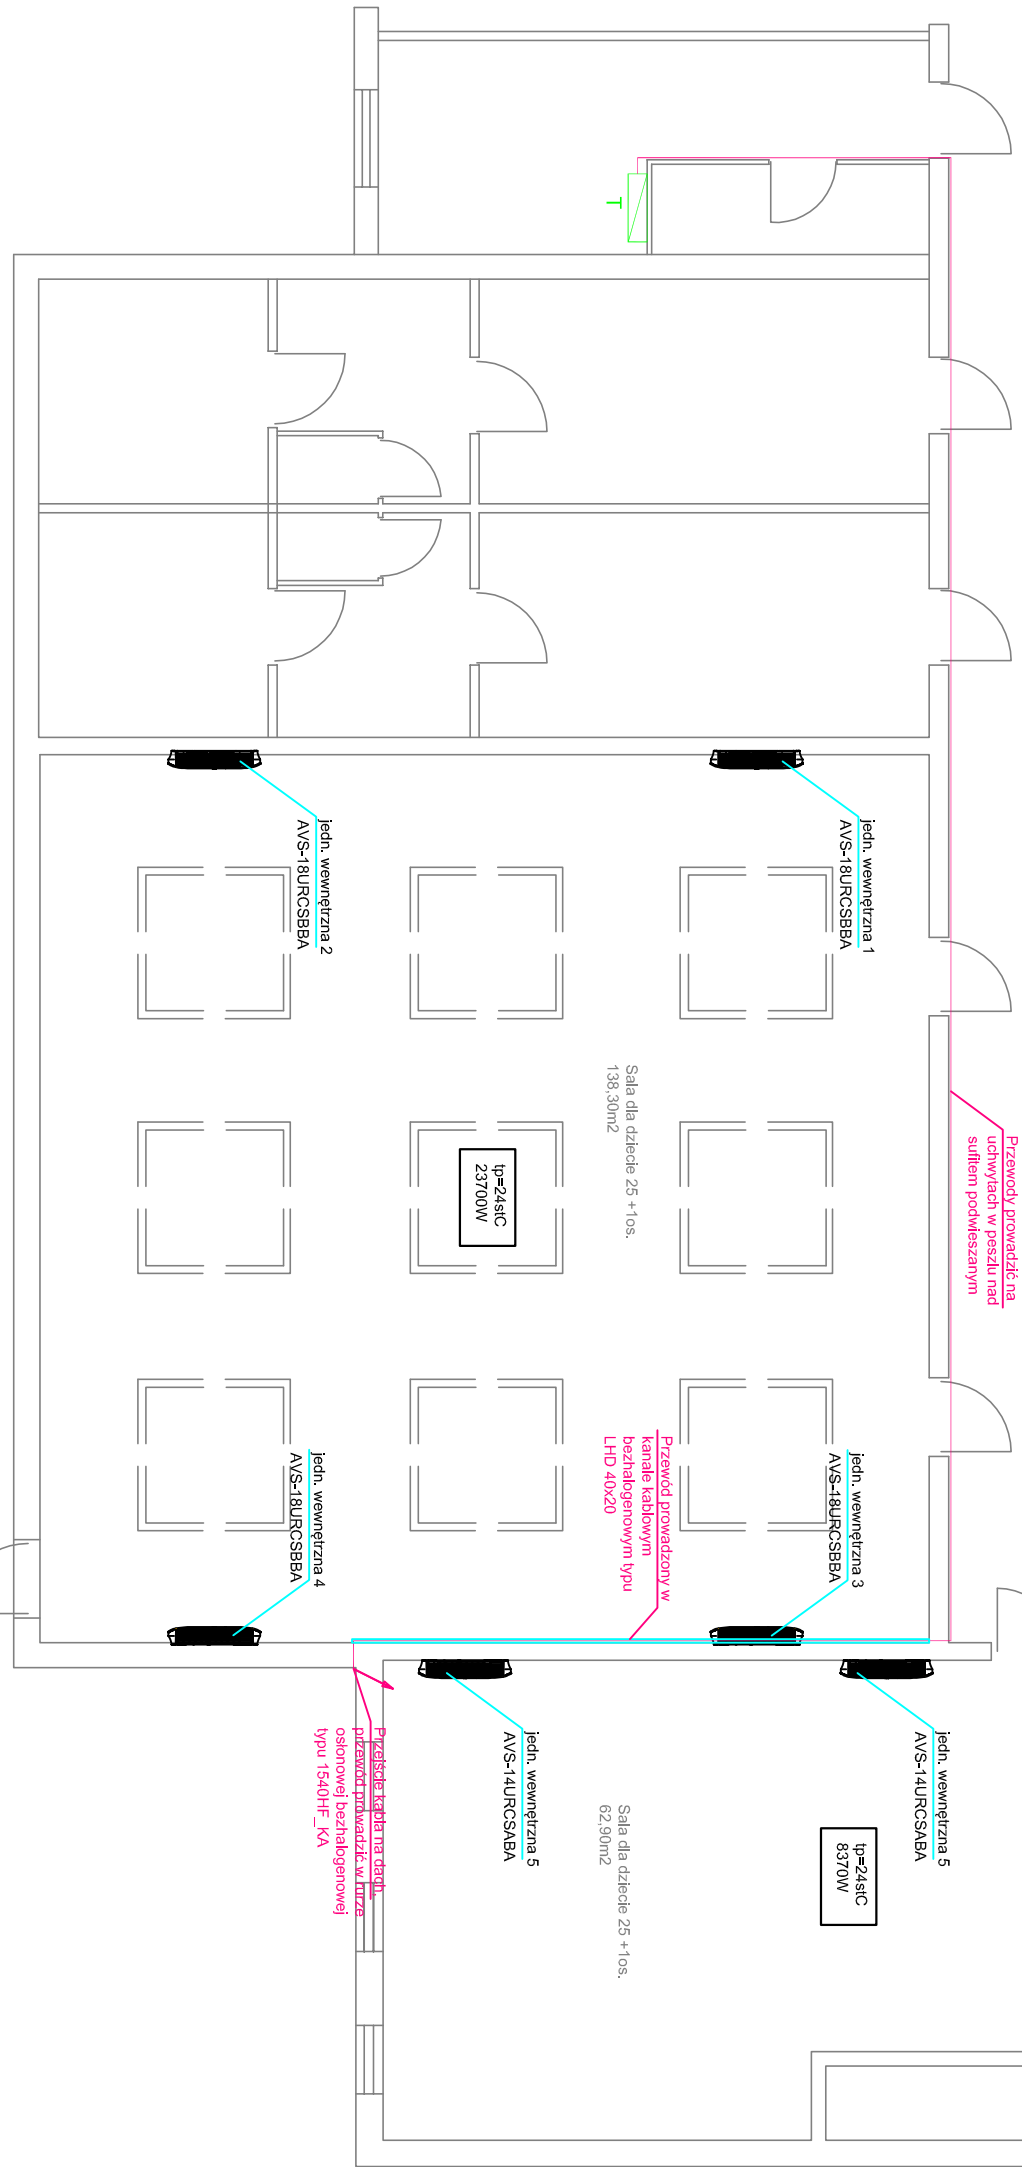 T
jedn. wewnętrzna 1
AVS-18URCSBBA
jedn. wewnętrzna 2
AVS-18URCSBBA
Przewody prowadzić na
uchwytach w peszlu nad
sufitem podwieszanym
Sala dla dziecie 25 +1os.
138,30m2
tp=24stC
23700W
jedn. wewnętrzna 3
AVS-18URCSBBA
Przewód prowadzony w
kanale kablowym
bezhalogenowym typu
LHD 40x20
jedn. wewnętrzna 4
AVS-18URCSBBA
jedn. wewnętrzna 5
AVS-14URCSABA
jedn. wewnętrzna 5
AVS-14URCSABA
tp=24stC
8370W
Sala dla dziecie 25 +1os.
62,90m2
Przejście kabla na dach,
przewód prowadzić w rurze
osłonowej bezhalogenowej
typu 1540HF_KA